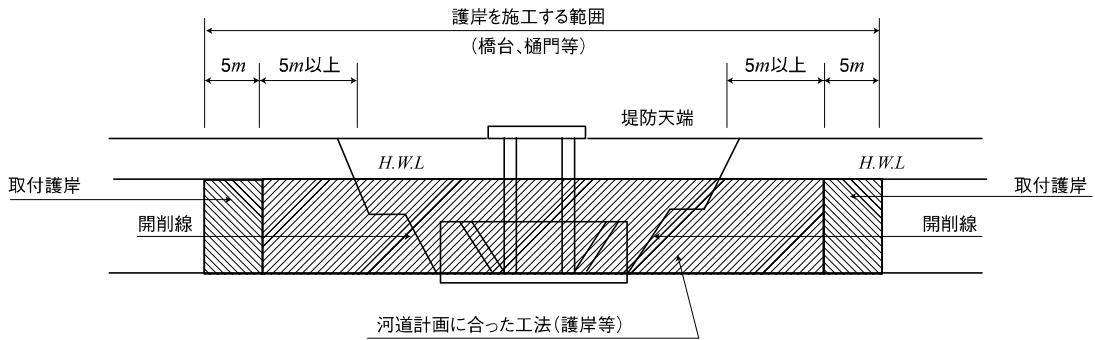 護岸を施工する範囲
（橋台、樋門等）
5m
5m以上
5m以上
5m
堤防天端
H.W.L
H.W.L
取付護岸
取付護岸
開削線
開削線
河道計画に合った工法（護岸等）